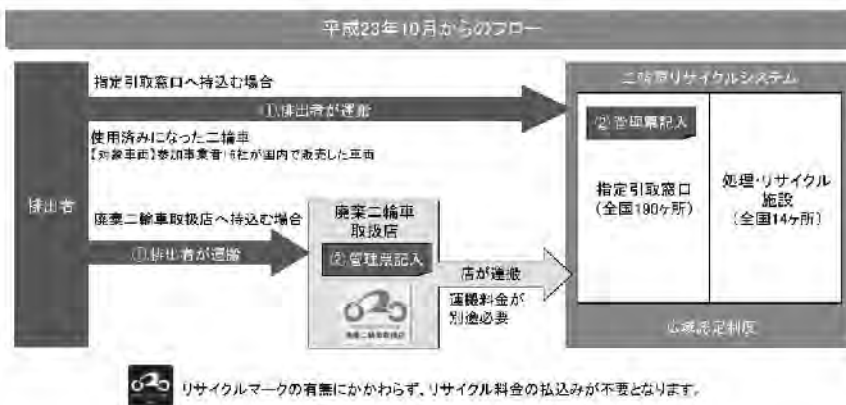 平成23年10月からのフロー
指定引取窓口へ持込む場合
①排出者が運搬
使用済みになった二輪車
【対象車両】参加事業者16社が国内で販売した車両
排出者
廃棄二輪車取扱店へ持込む場合
①排出者が運搬
廃棄二輪車
取扱店
②管理票記入
廃棄二輪車取扱店
店が運搬
運搬料金が
別途必要
二輪車リサイクルシステム
②管理票記入
指定引取窓口
(全国190ヶ所)
処理・リサイクル
施設
(全国14ヶ所)
広域認定制度
リサイクルマークの有無にかかわらず、リサイクル料金の払込みが不要となります。